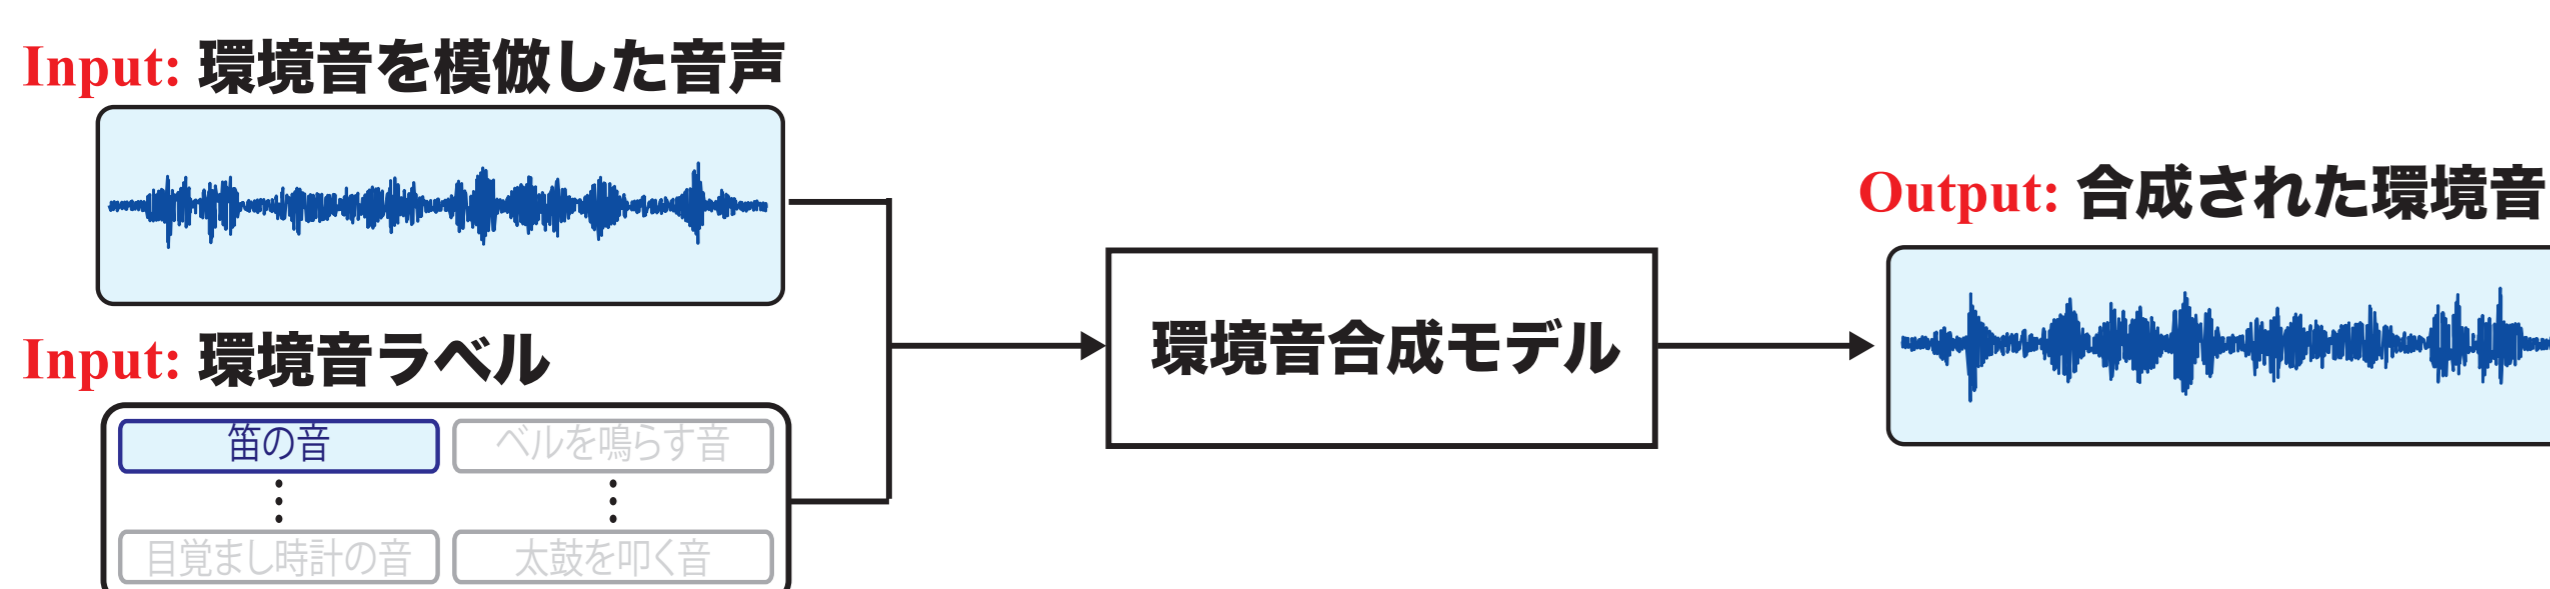 Input: 環境音を模倣した音声
Input: 環境音ラベル
笛の音
ベルを鳴らす音
目覚まし時計の音
太鼓を叩く音
環境音合成モデル
Output: 合成された環境音